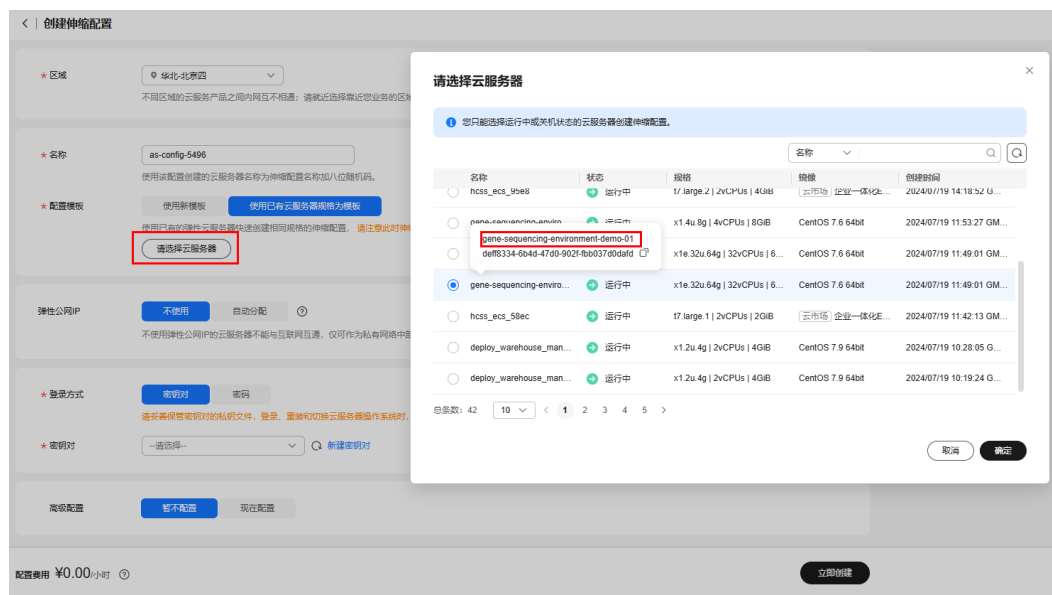 创建伸缩配置
* 区域
华北-北京四
不同区域的云服务产品之间内网互不相通；请就近选择靠近您业务的区域
* 名称
as-config-5496
使用该配置创建的云服务器名称为伸缩配置名称加八位随机码。
* 配置模板
使用新模板
使用已有云服务器规格为模板
使用已有的弹性云服务器快速创建相同规格的伸缩配置，请注意此时伸
请选择云服务器
弹性公网IP
不使用
自动分配
不使用弹性公网IP的云服务器不能与互联网互通，仅可作为私有网络中
* 登录方式
密钥对
密码
请妥善保管密钥对的私钥文件，登录、重装和切换云服务器操作系统时，
* 密钥对
--请选择--
新建密钥对
高级配置
暂不配置
现在配置
配置费用 ¥0.00/小时
立即创建
请选择云服务器
您只能选择运行中或关机状态的云服务器创建伸缩配置。
名称
名称 状态 规格 镜像 创建时间
hcss_ecs_95e8 运行中 t7.large.2 | 2vCPUs | 4GiB 云市场 企业一体化E... 2024/07/19 14:18:52 G...
gene-sequencing-enviro... 运行中 x1.4u.8g | 4vCPUs | 8GiB CentOS 7.6 64bit 2024/07/19 11:53:27 GM...
gene-sequencing-environment-demo-01
deff8334-6b4d-47d0-902f-fbb037d0dafd
x1e.32u.64g | 32vCPUs | 6... CentOS 7.6 64bit 2024/07/19 11:49:01 GM...
gene-sequencing-enviro... 运行中 x1e.32u.64g | 32vCPUs | 6... CentOS 7.6 64bit 2024/07/19 11:49:01 GM...
hcss_ecs_58ec 运行中 t7.large.1 | 2vCPUs | 2GiB 云市场 企业一体化E... 2024/07/19 11:42:13 GM...
deploy_warehouse_man... 运行中 x1.2u.4g | 2vCPUs | 4GiB CentOS 7.9 64bit 2024/07/19 10:28:05 G...
deploy_warehouse_man... 运行中 x1.2u.4g | 2vCPUs | 4GiB CentOS 7.9 64bit 2024/07/19 10:19:24 G...
总条数: 42 10 < 1 2 3 4 5 >
取消
确定